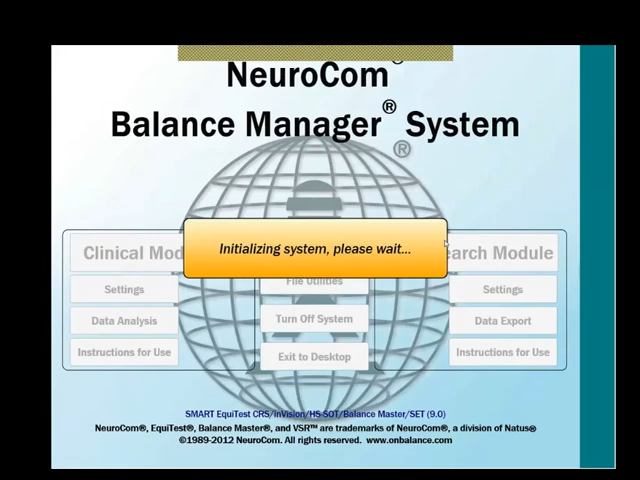 NeuroCom®
Balance Manager® System
®
Initializing system, please wait...
Clinical Mod
earch Module
Settings
Data Analysis
Instructions for Use
File Utilities
Turn Off System
Exit to Desktop
Settings
Data Export
Instructions for Use
SMART EquiTest CRS/inVision/HS-SOT/Balance Master/SET (9.0)
NeuroCom®, EquiTest®, Balance Master®, and VSR™ are trademarks of NeuroCom®, a division of Natus®
©1989-2012 NeuroCom. All rights reserved. www.onbalance.com